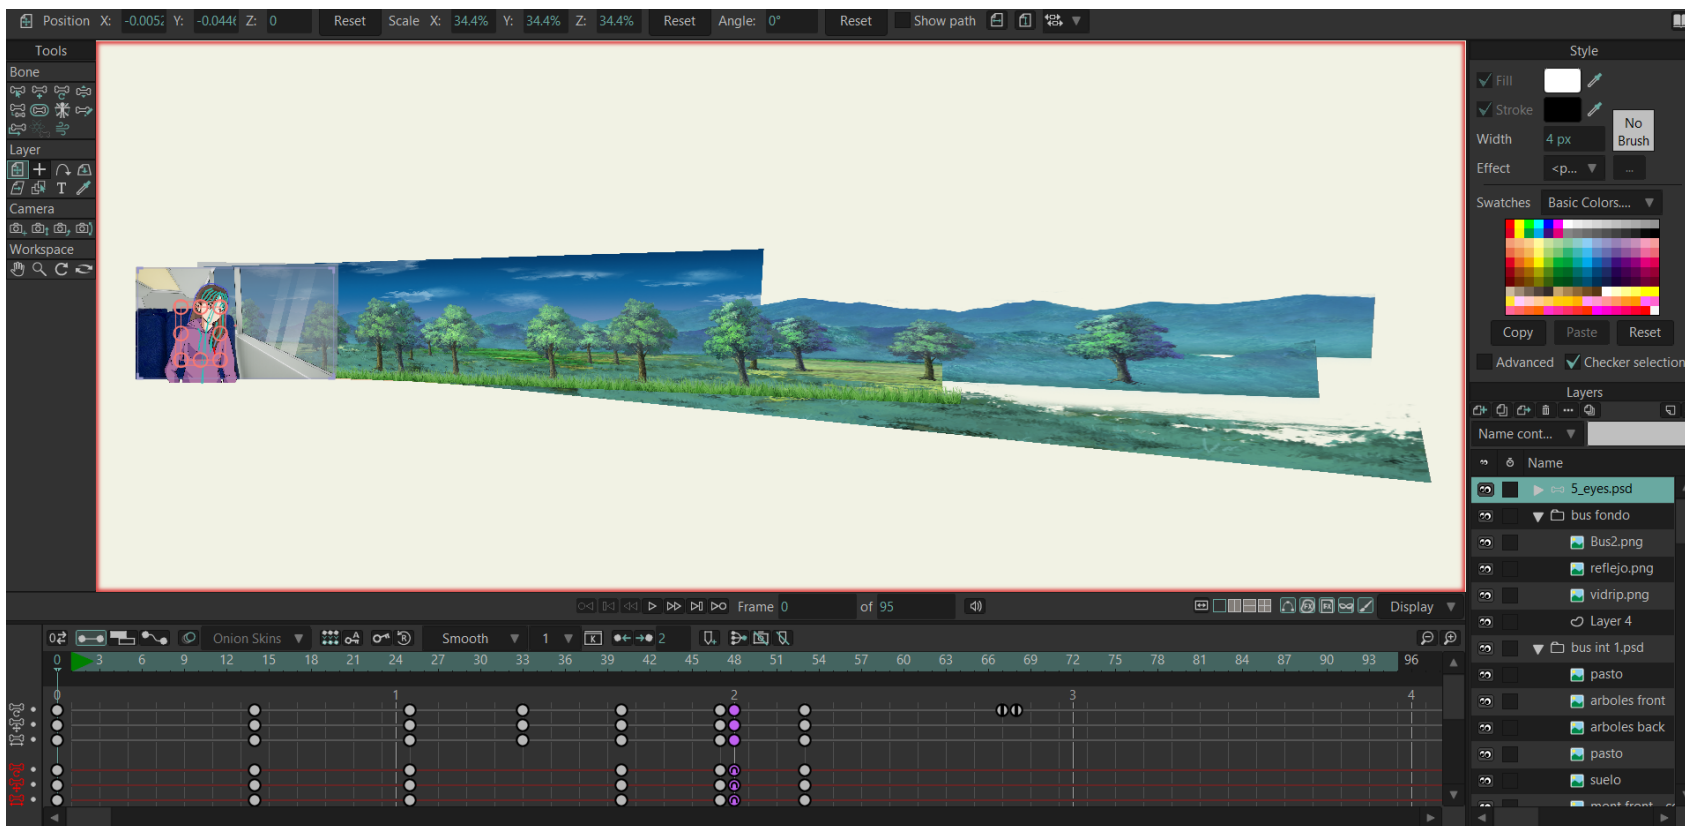 Position X: -0.0052 Y: -0.0446 Z: 0 Reset Scale X: 34.4% Y: 34.4% Z: 34.4% Reset Angle: 0° Reset Show path
Tools
Bone
Layer
T
Camera
Workspace
Style
Fill
Stroke
No Brush
Width 4 px
Effect <p... ...
Swatches Basic Colors....
Copy Paste Reset
Advanced Checker selection
Layers
Name cont...
Name
5_eyes.psd
bus fondo
Bus2.png
reflejo.png
vidrip.png
Layer 4
bus int 1.psd
pasto
arboles front
arboles back
pasto
suelo
Frame 0 of 95 Display
Onion Skins Smooth 1 K 2
0 3 6 9 12 15 18 21 24 27 30 33 36 39 42 45 48 51 54 57 60 63 66 69 72 75 78 81 84 87 90 93 96
0 1 2 3 4